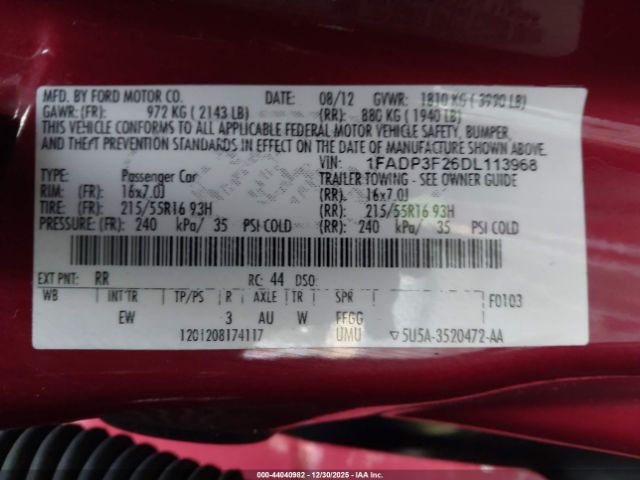 MFD. BY FORD MOTOR CO. DATE: 08/12 GVWR: 1810 KG ( 3990 LB)
GAWR: (FR): 972 KG ( 2143 LB) (RR): 880 KG ( 1940 LB)
THIS VEHICLE CONFORMS TO ALL APPLICABLE FEDERAL MOTOR VEHICLE SAFETY, BUMPER,
AND THEFT PREVENTION STANDARDS IN EFFECT ON THE DATE OF MANUFACTURE SHOWN ABOVE.
VIN: 1FADP3F26DL113968
TYPE: Passenger Car TRAILER TOWING - SEE OWNER GUIDE
RIM: (FR): 16x7.0J (RR): 16x7.0J
TIRE: (FR): 215/55R16 93H (RR): 215/55R16 93H
PRESSURE: (FR): 240 kPa/ 35 PSI COLD (RR): 240 kPa/ 35 PSI COLD
EXT PNT: RR RC: 44 DSO:
WB INT TR TP/PS R AXLE TR SPR F0103
EW 3 AU W FFGG
1201208174117 UMU ▽5U5A-3520472-AA
000-44040982 - 12/30/2025 - COPYRIGHT IAA, LLC.